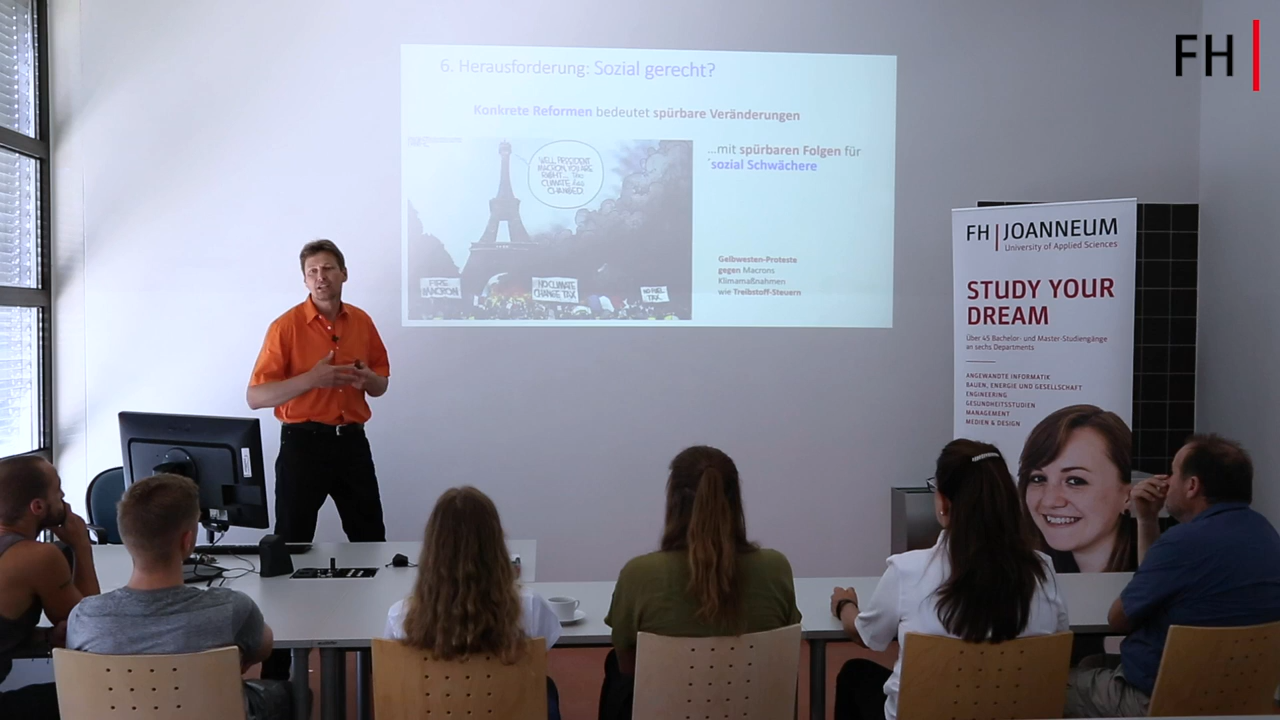 FH
6. Herausforderung: Sozial gerecht?
Konkrete Reformen bedeutet spürbare Veränderungen
WELL PRESIDENT
MACRON, YOU ARE
RIGHT... THE
CLIMATE HAS
CHANGED.
...mit spürbaren Folgen für
´sozial Schwächere
FIRE
MACRON
NO CLIMATE
CHANGE TAX
NO FUEL
TAX
Gelbwesten-Proteste
gegen Macrons
Klimamaßnahmen
wie Treibstoff-Steuern
FH JOANNEUM
University of Applied Sciences
STUDY YOUR
DREAM
Über 45 Bachelor- und Master-Studiengänge
an sechs Departments
ANGEWANDTE INFORMATIK
BAUEN, ENERGIE UND GESELLSCHAFT
ENGINEERING
GESUNDHEITSSTUDIEN
MANAGEMENT
MEDIEN & DESIGN